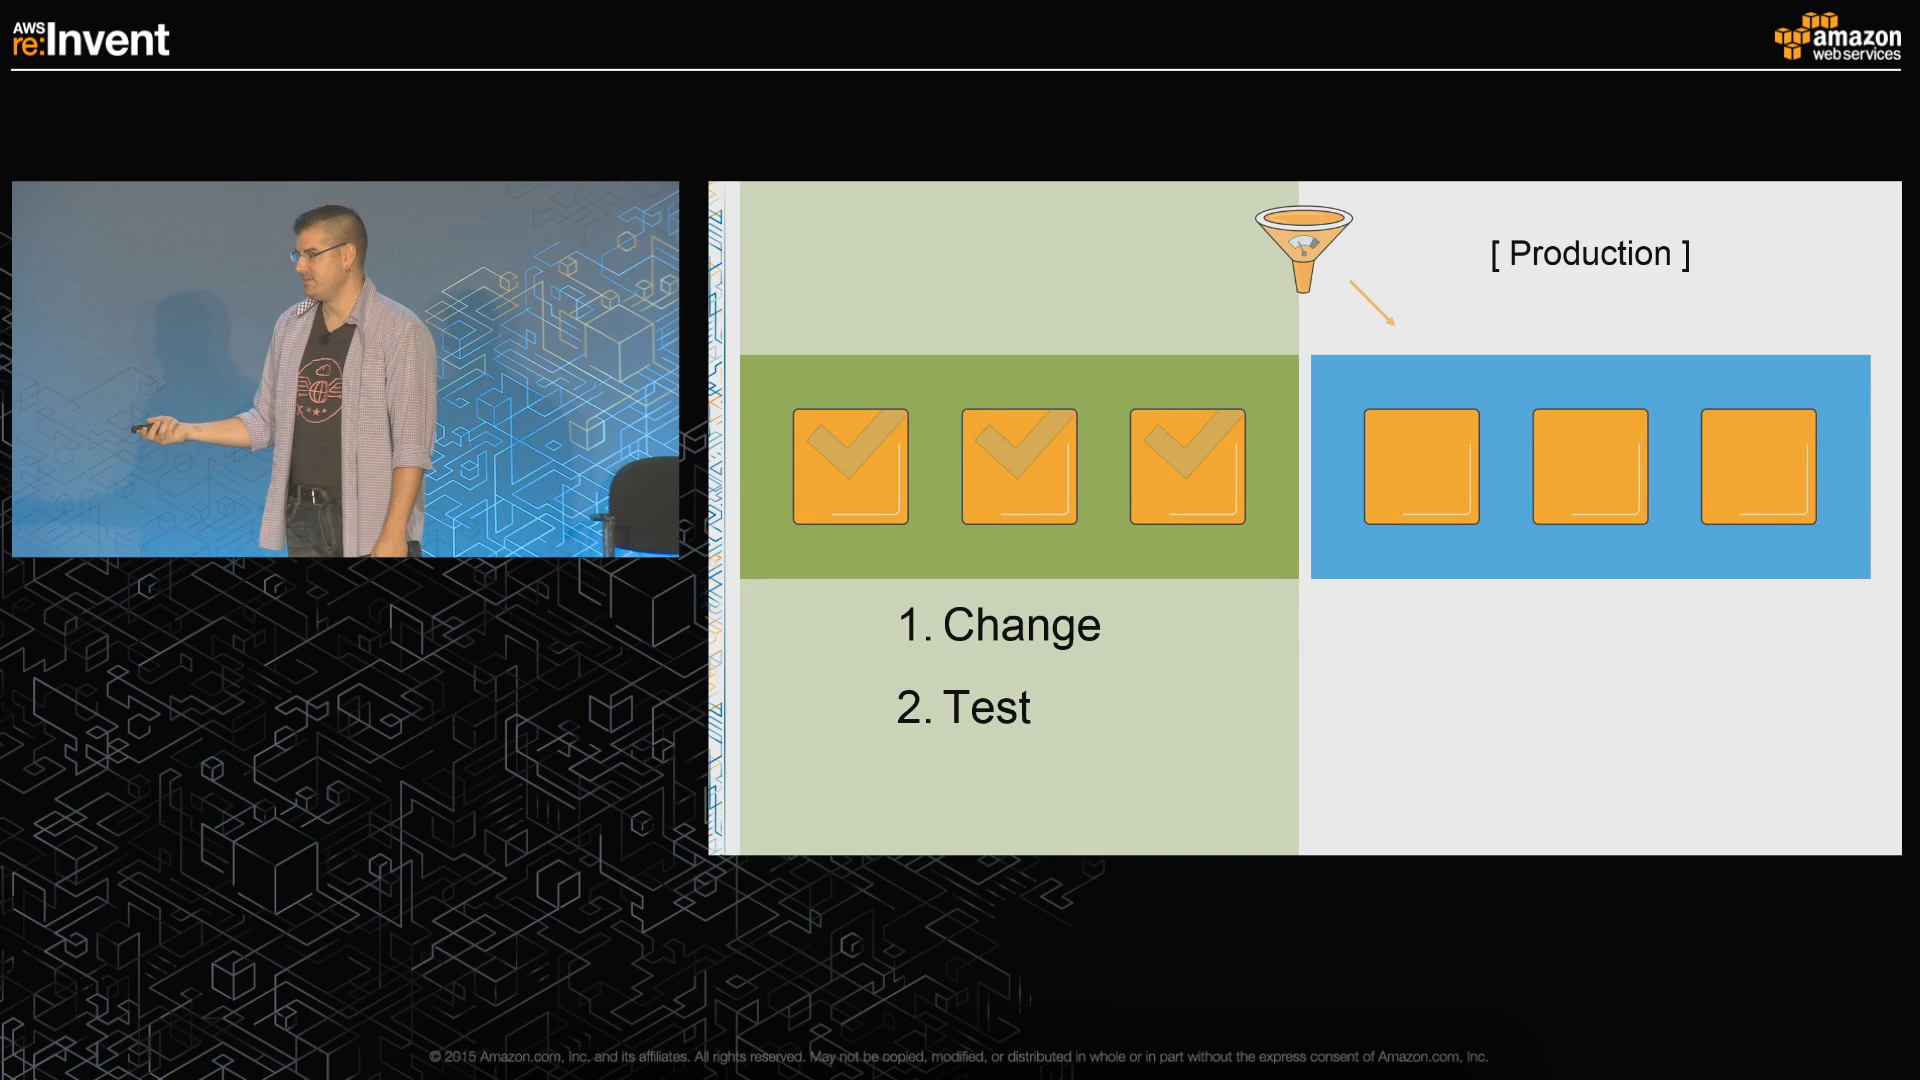 AWS
re:Invent
amazon
webservices
[ Production ]
1. Change
2. Test
© 2015 Amazon.com, Inc. and its affiliates. All rights reserved. May not be copied, modified, or distributed in whole or in part without the express consent of Amazon.com, Inc.